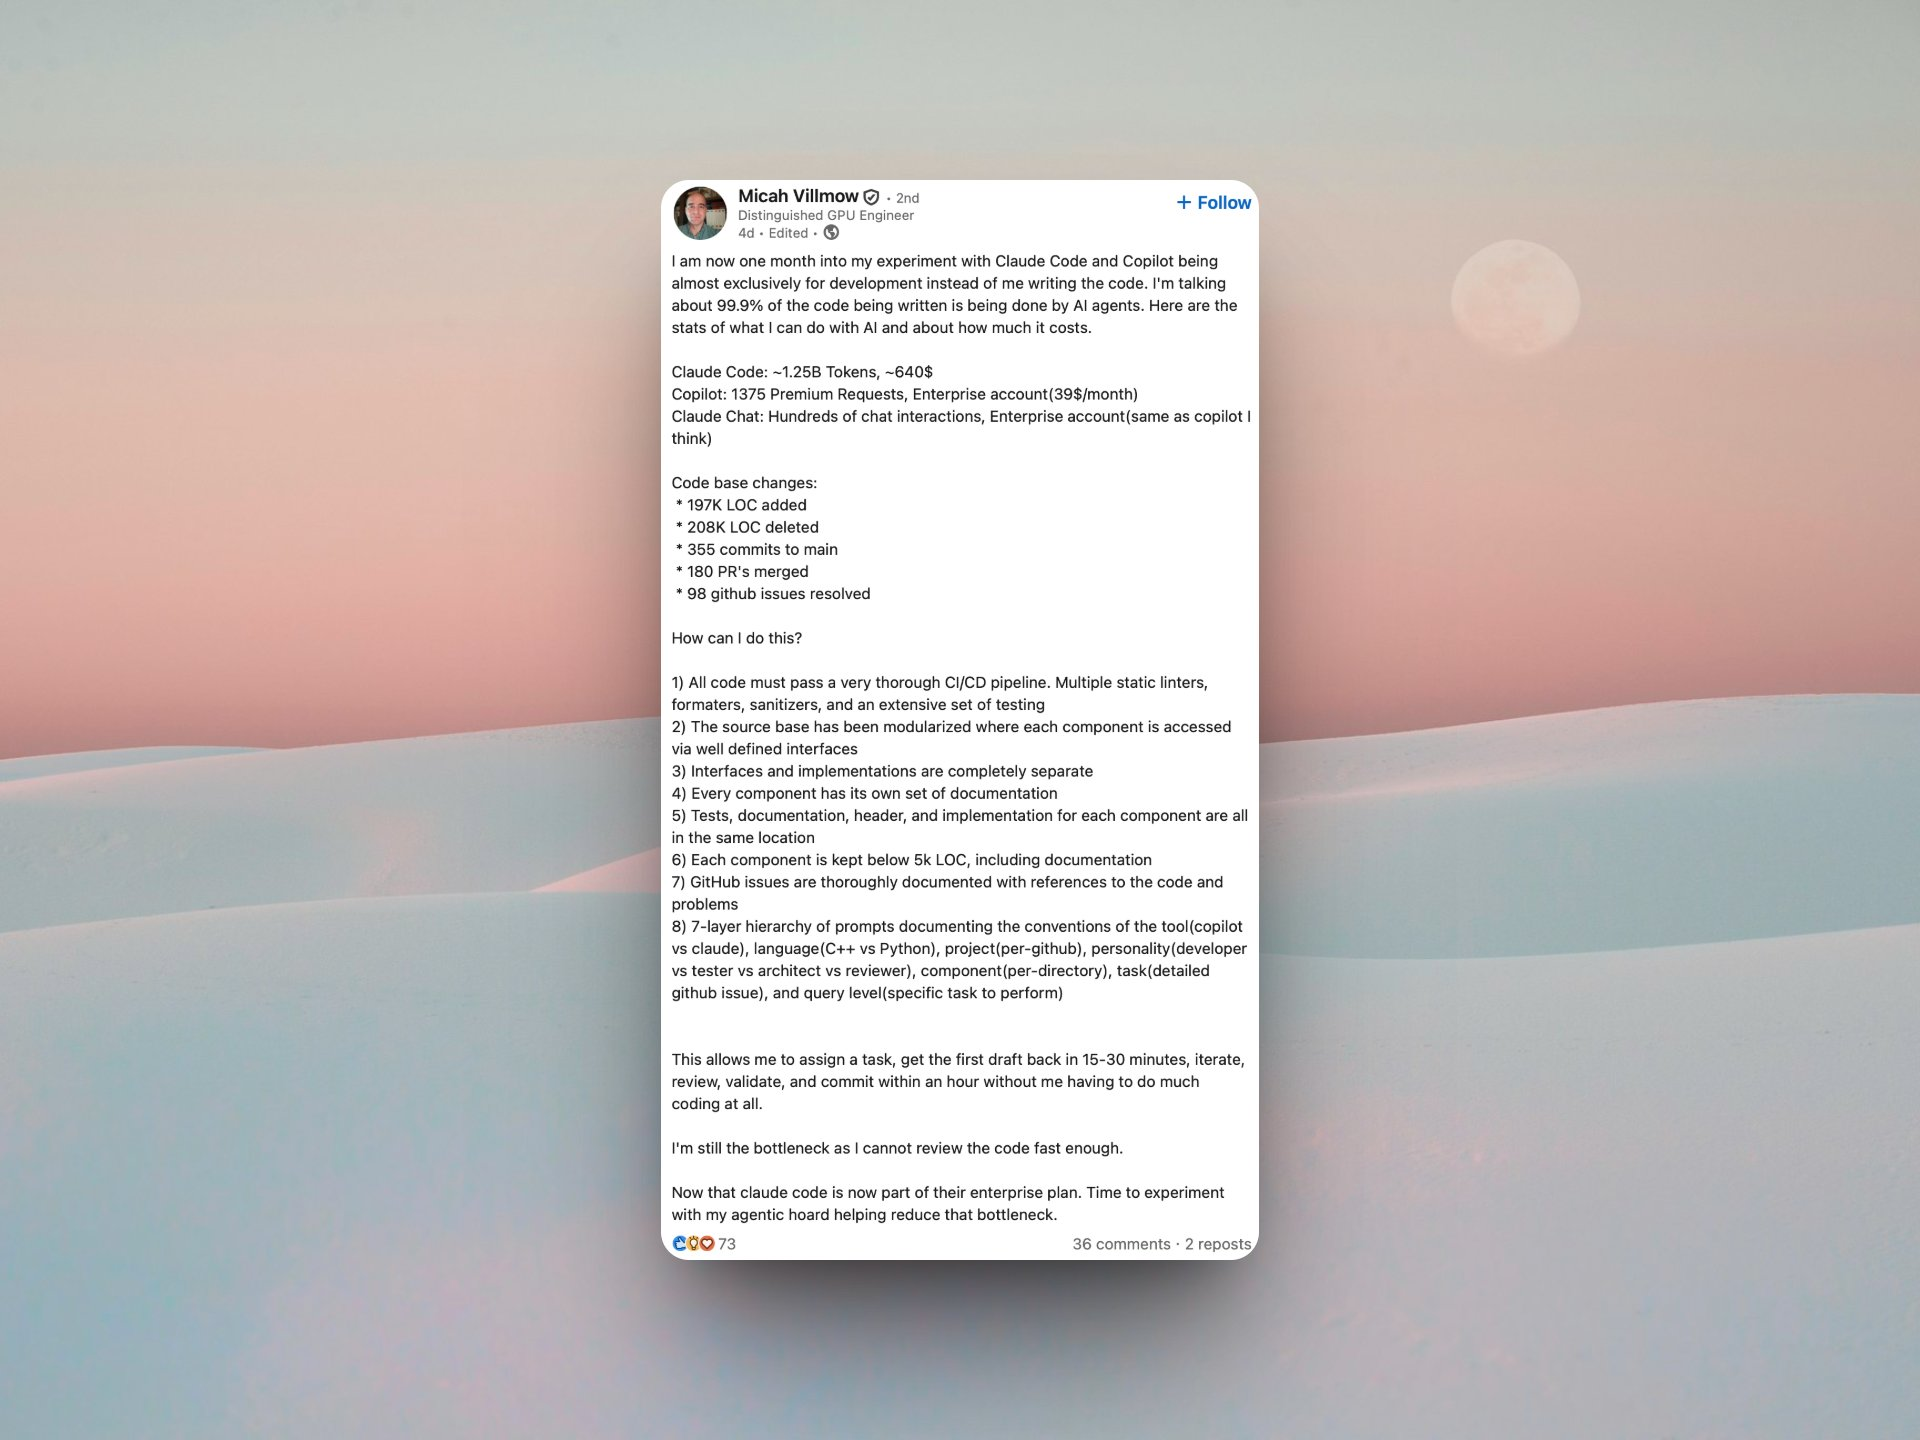 Micah Villmow • 2nd
+ Follow
Distinguished GPU Engineer
4d • Edited •
I am now one month into my experiment with Claude Code and Copilot being
almost exclusively for development instead of me writing the code. I'm talking
about 99.9% of the code being written is being done by AI agents. Here are the
stats of what I can do with AI and about how much it costs.
Claude Code: ~1.25B Tokens, ~640$
Copilot: 1375 Premium Requests, Enterprise account(39$/month)
Claude Chat: Hundreds of chat interactions, Enterprise account(same as copilot I
think)
Code base changes:
* 197K LOC added
* 208K LOC deleted
* 355 commits to main
* 180 PR's merged
* 98 github issues resolved
How can I do this?
1) All code must pass a very thorough CI/CD pipeline. Multiple static linters,
formaters, sanitizers, and an extensive set of testing
2) The source base has been modularized where each component is accessed
via well defined interfaces
3) Interfaces and implementations are completely separate
4) Every component has its own set of documentation
5) Tests, documentation, header, and implementation for each component are all
in the same location
6) Each component is kept below 5k LOC, including documentation
7) GitHub issues are thoroughly documented with references to the code and
problems
8) 7-layer hierarchy of prompts documenting the conventions of the tool(copilot
vs claude), language(C++ vs Python), project(per-github), personality(developer
vs tester vs architect vs reviewer), component(per-directory), task(detailed
github issue), and query level(specific task to perform)
This allows me to assign a task, get the first draft back in 15-30 minutes, iterate,
review, validate, and commit within an hour without me having to do much
coding at all.
I'm still the bottleneck as I cannot review the code fast enough.
Now that claude code is now part of their enterprise plan. Time to experiment
with my agentic hoard helping reduce that bottleneck.
73
36 comments · 2 reposts